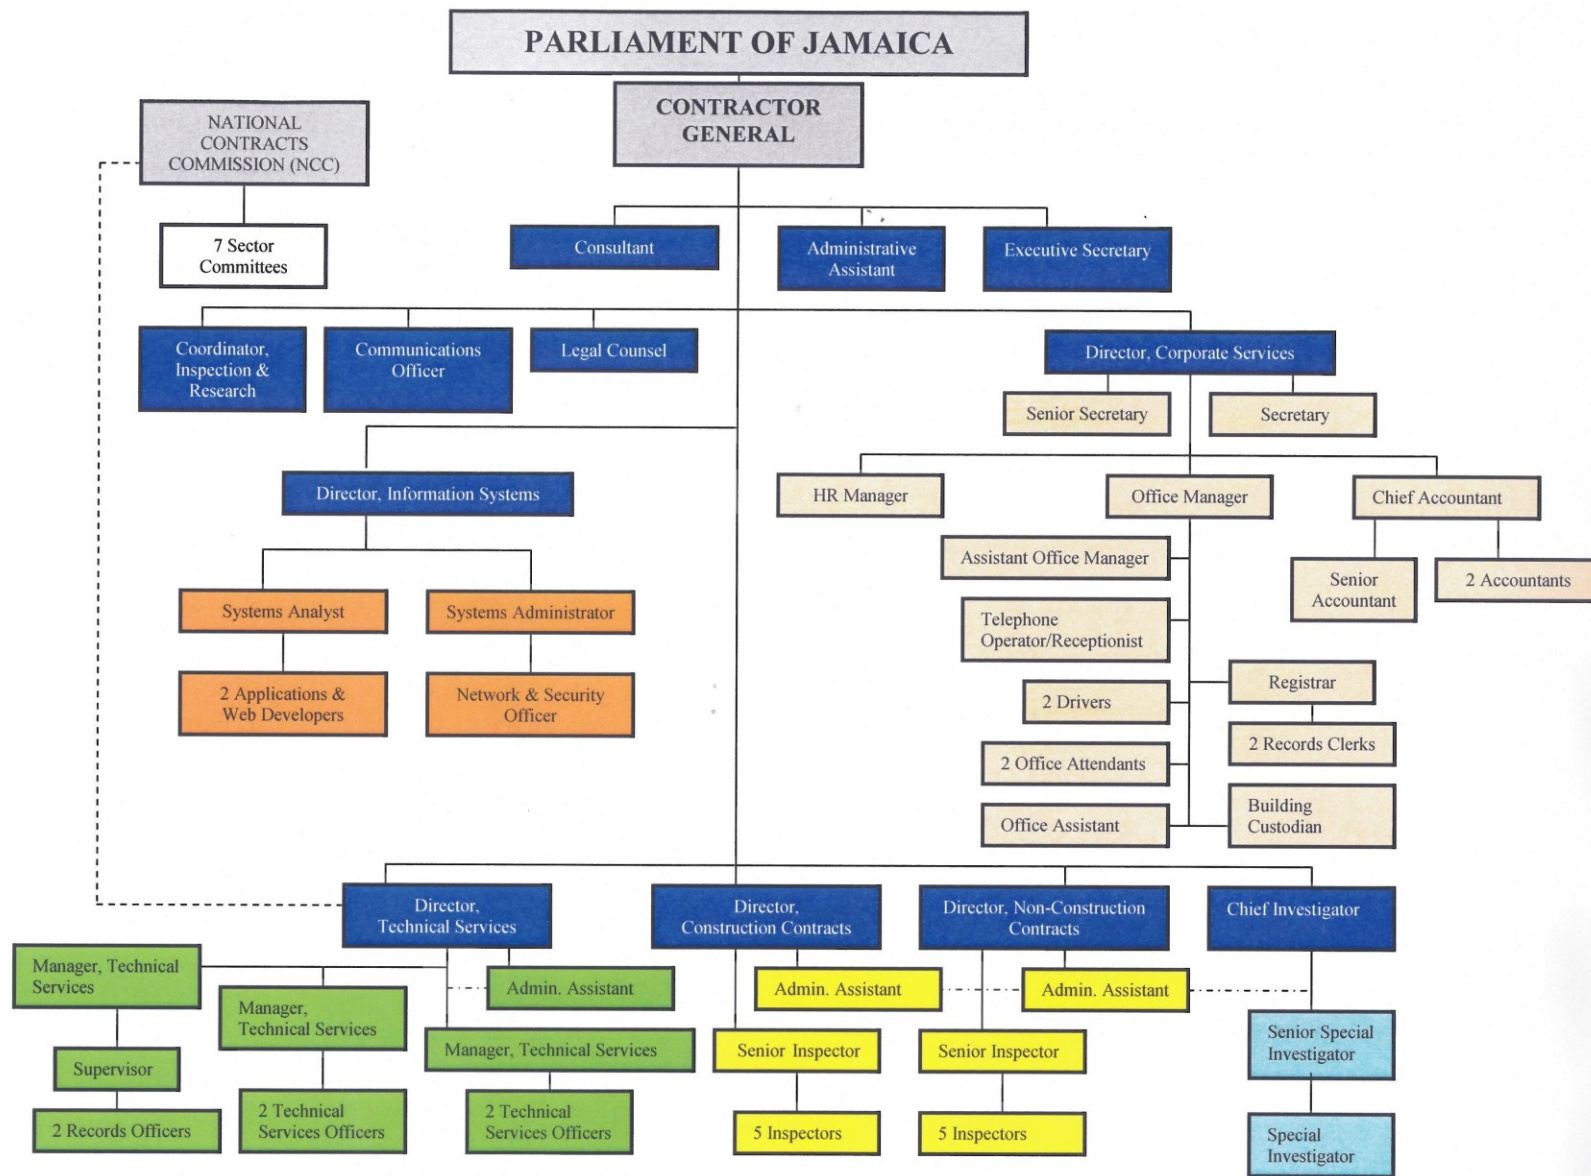 PARLIAMENT OF JAMAICA
CONTRACTOR
GENERAL
NATIONAL
CONTRACTS
COMMISSION (NCC)
7 Sector
Committees
Consultant
Administrative
Assistant
Executive Secretary
Coordinator,
Inspection &
Research
Communications
Officer
Legal Counsel
Director, Corporate Services
Senior Secretary
Secretary
Director, Information Systems
HR Manager
Office Manager
Chief Accountant
Assistant Office Manager
Senior
Accountant
2 Accountants
Systems Analyst
Systems Administrator
Telephone
Operator/Receptionist
2 Applications &
Web Developers
Network & Security
Officer
Registrar
2 Drivers
2 Records Clerks
2 Office Attendants
Office Assistant
Building
Custodian
Director,
Technical Services
Director,
Construction Contracts
Director, Non-Construction
Contracts
Chief Investigator
Manager, Technical
Services
Admin. Assistant
Admin. Assistant
Admin. Assistant
Manager,
Technical Services
Manager, Technical Services
Senior Inspector
Senior Inspector
Senior Special
Investigator
Supervisor
2 Records Officers
2 Technical
Services Officers
2 Technical
Services Officers
5 Inspectors
5 Inspectors
Special
Investigator